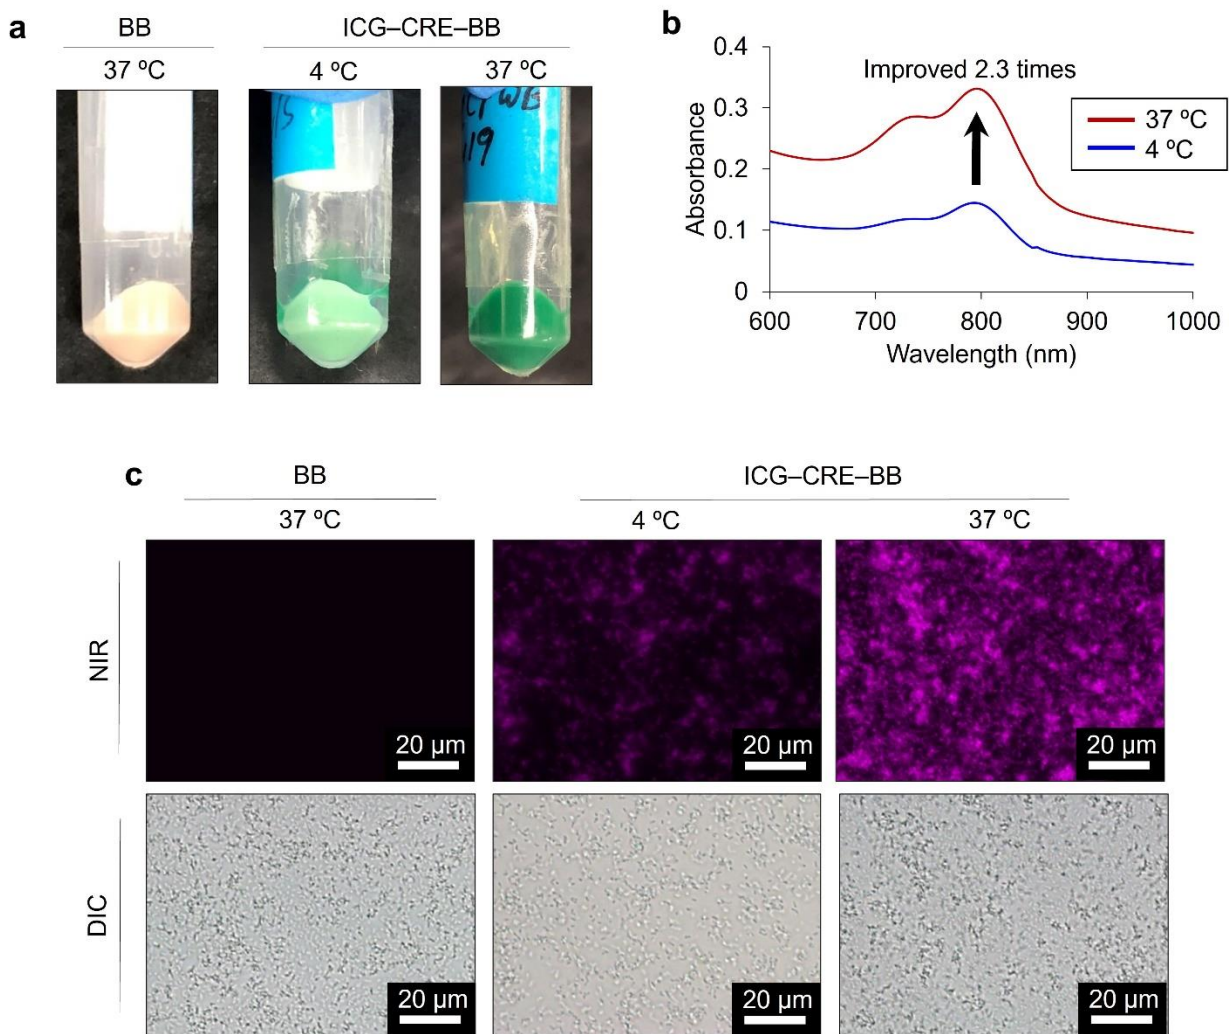 a
BB
ICG–CRE–BB
37 ºC
4 ºC
37 ºC
b
0.4
0.3
0.2
0.1
0
Absorbance
Improved 2.3 times
37 ºC
4 ºC
600
700
800
900
1000
Wavelength (nm)
c
BB
ICG–CRE–BB
37 ºC
4 ºC
37 ºC
NIR
20 µm
20 µm
20 µm
DIC
20 µm
20 µm
20 µm